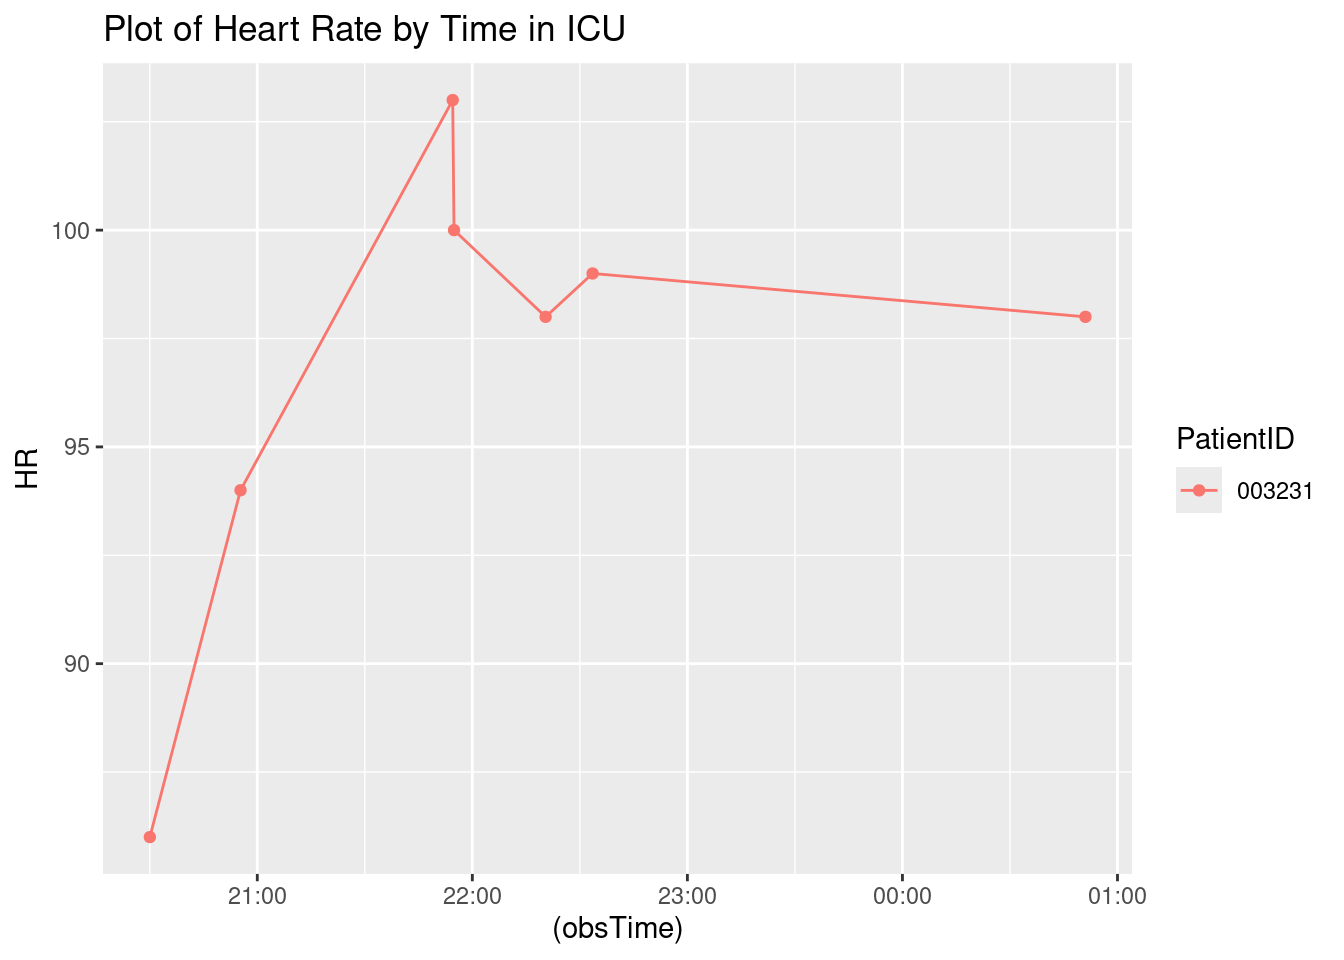 Plot of Heart Rate by Time in ICU
100
95
90
HR
21:00
22:00
23:00
00:00
01:00
(obsTime)
PatientID
003231